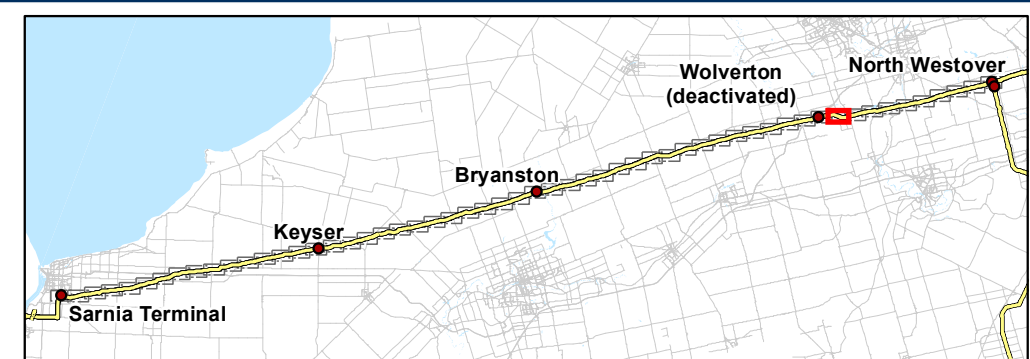 North Westover
Wolverton
(deactivated)
Bryanston
Keyser
Sarnia Terminal